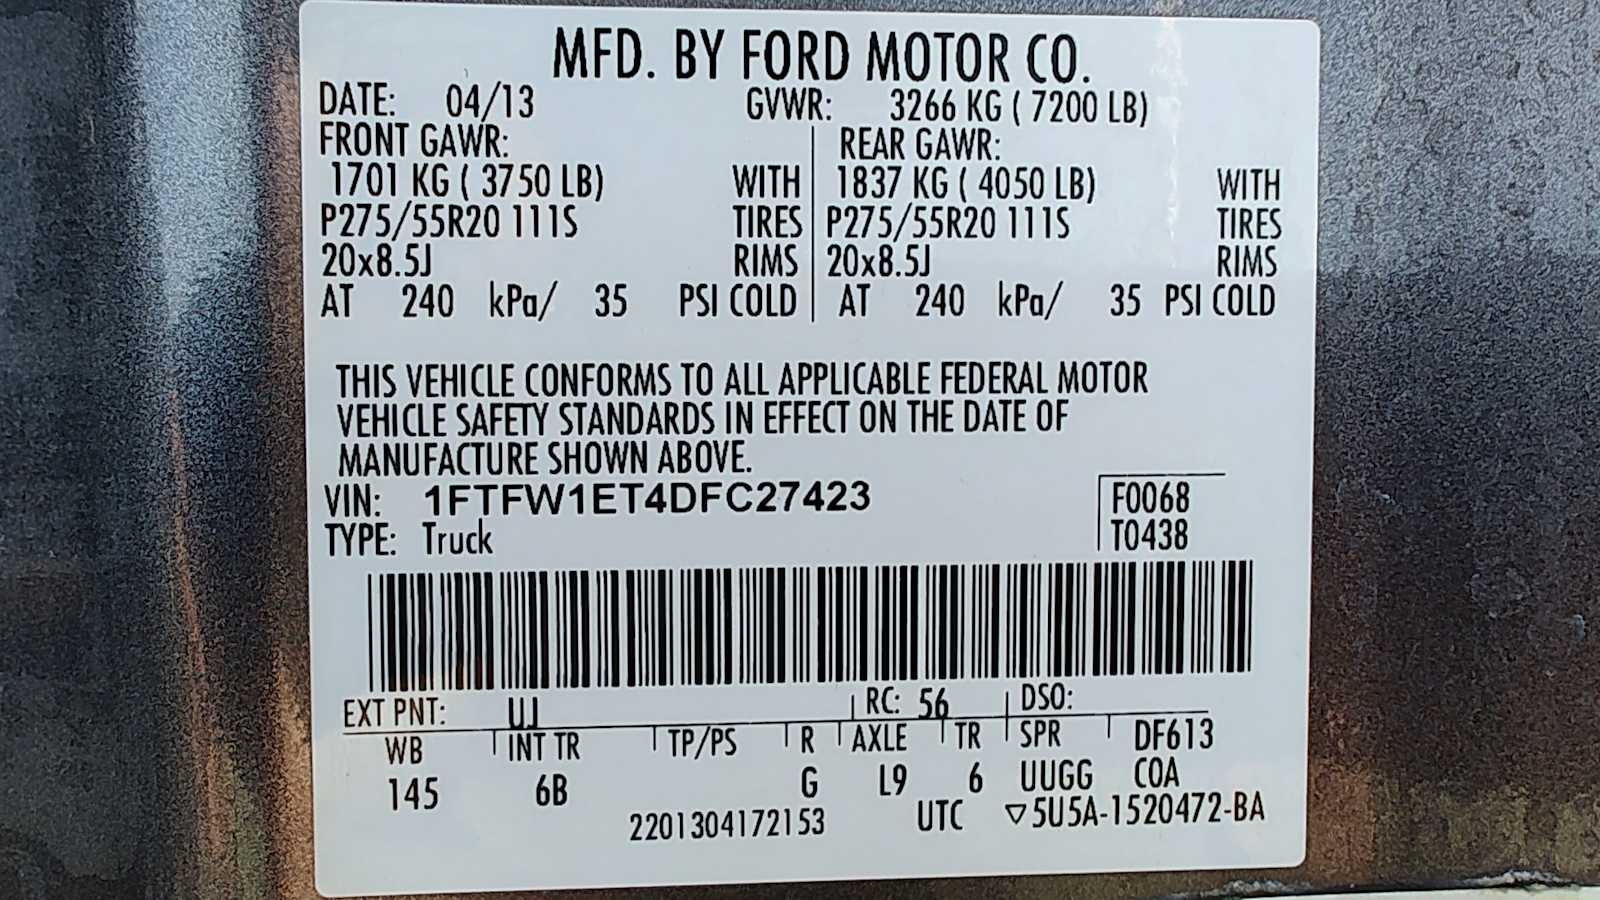 MFD. BY FORD MOTOR CO.
DATE: 04/13 GVWR: 3266 KG ( 7200 LB)
FRONT GAWR: REAR GAWR:
1701 KG ( 3750 LB) WITH 1837 KG ( 4050 LB) WITH
P275/55R20 111S TIRES P275/55R20 111S TIRES
20x8.5J RIMS 20x8.5J RIMS
AT 240 kPa/ 35 PSI COLD AT 240 kPa/ 35 PSI COLD
THIS VEHICLE CONFORMS TO ALL APPLICABLE FEDERAL MOTOR
VEHICLE SAFETY STANDARDS IN EFFECT ON THE DATE OF
MANUFACTURE SHOWN ABOVE.
VIN: 1FTFW1ET4DFC27423 F0068
TYPE: Truck T0438
EXT PNT: UJ RC: 56 DSO:
WB INT TR TP/PS R AXLE TR SPR DF613
145 6B G L9 6 UUGG COA
2201304172153 UTC ▽5U5A-1520472-BA